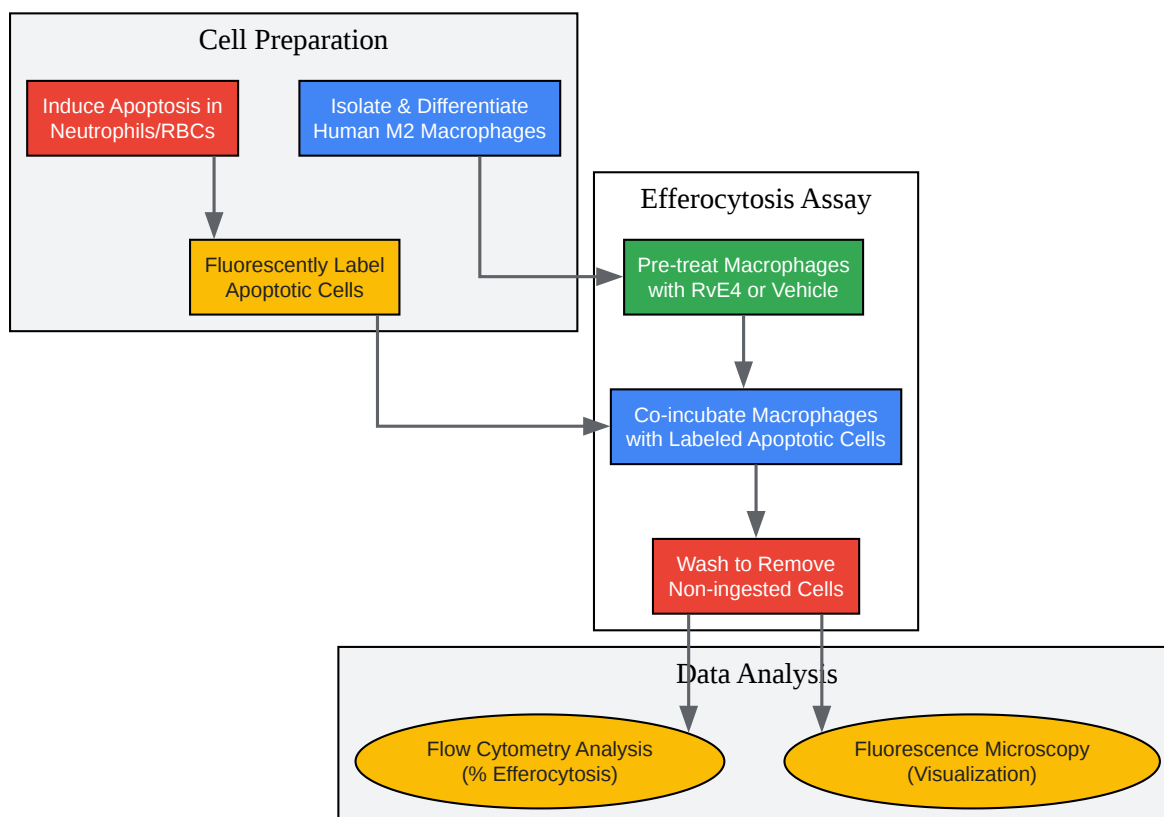 Cell Preparation
Induce Apoptosis in
Neutrophils/RBCs
Isolate & Differentiate
Human M2 Macrophages
Fluorescently Label
Apoptotic Cells
Efferocytosis Assay
Pre-treat Macrophages
with RvE4 or Vehicle
Co-incubate Macrophages
with Labeled Apoptotic Cells
Wash to Remove
Non-ingested Cells
Data Analysis
Flow Cytometry Analysis
(% Efferocytosis)
Fluorescence Microscopy
(Visualization)